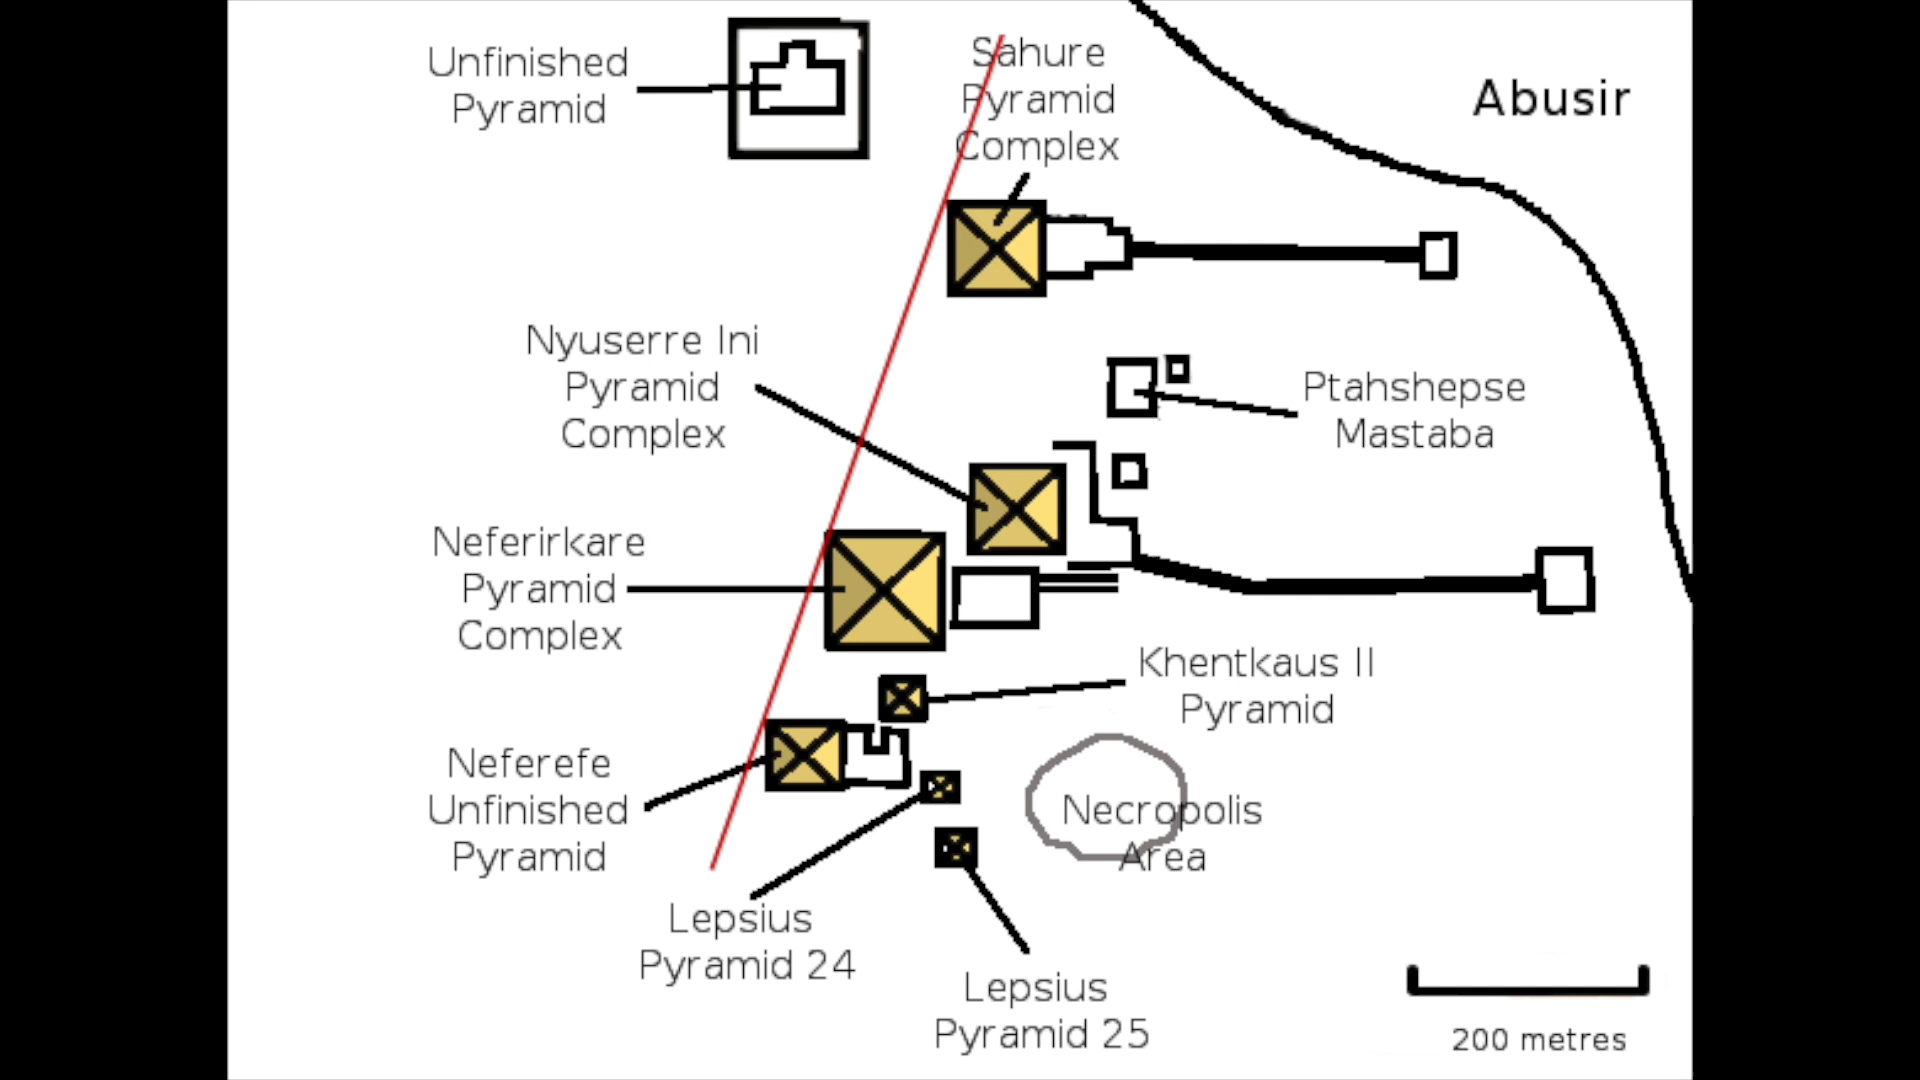 Unfinished
Pyramid
Sahure
Pyramid
Complex
Abusir
Nyuserre Ini
Pyramid
Complex
Ptahshepse
Mastaba
Neferirkare
Pyramid
Complex
Khentkaus II
Pyramid
Neferefe
Unfinished
Pyramid
Necropolis
Area
Lepsius
Pyramid 24
Lepsius
Pyramid 25
200 metres